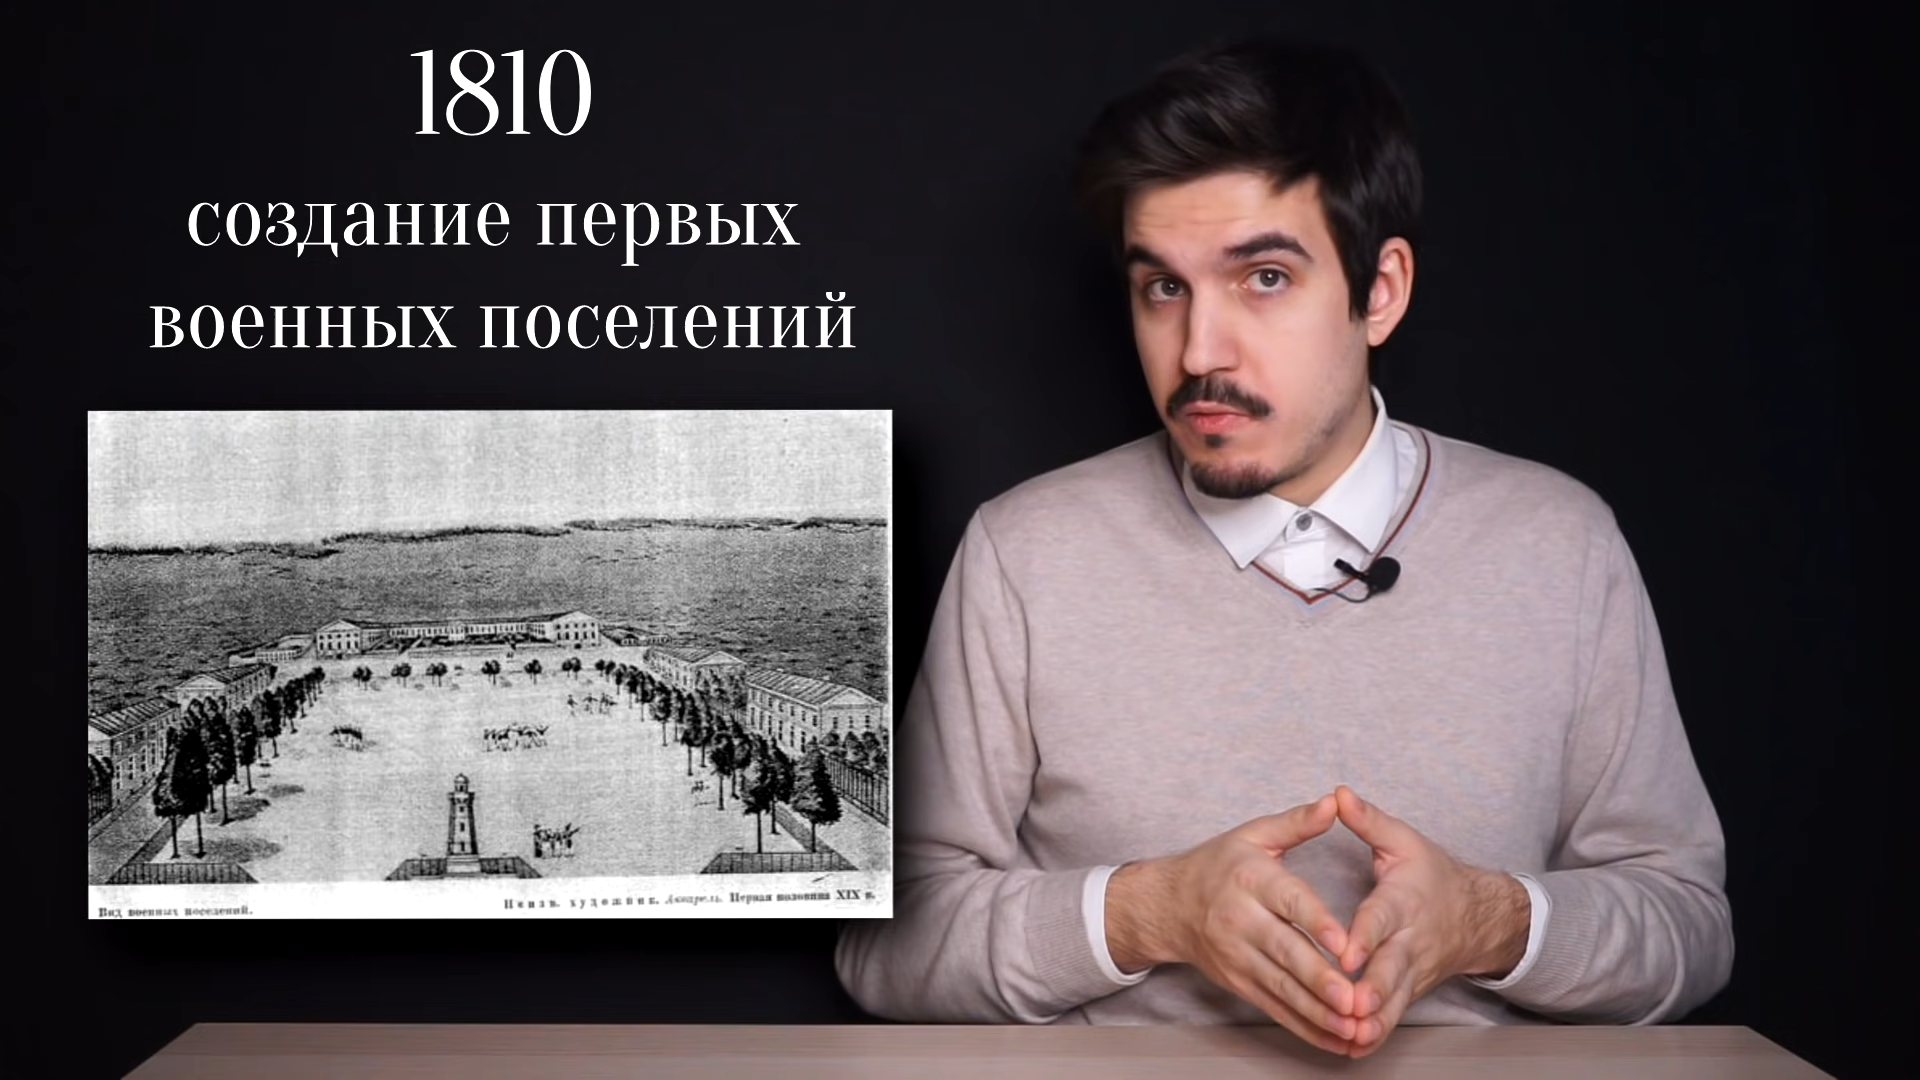 1810
создание первых
военных поселений
Вид военных поселений.
Неизв. художник. Акварель. Первая половина XIX в.